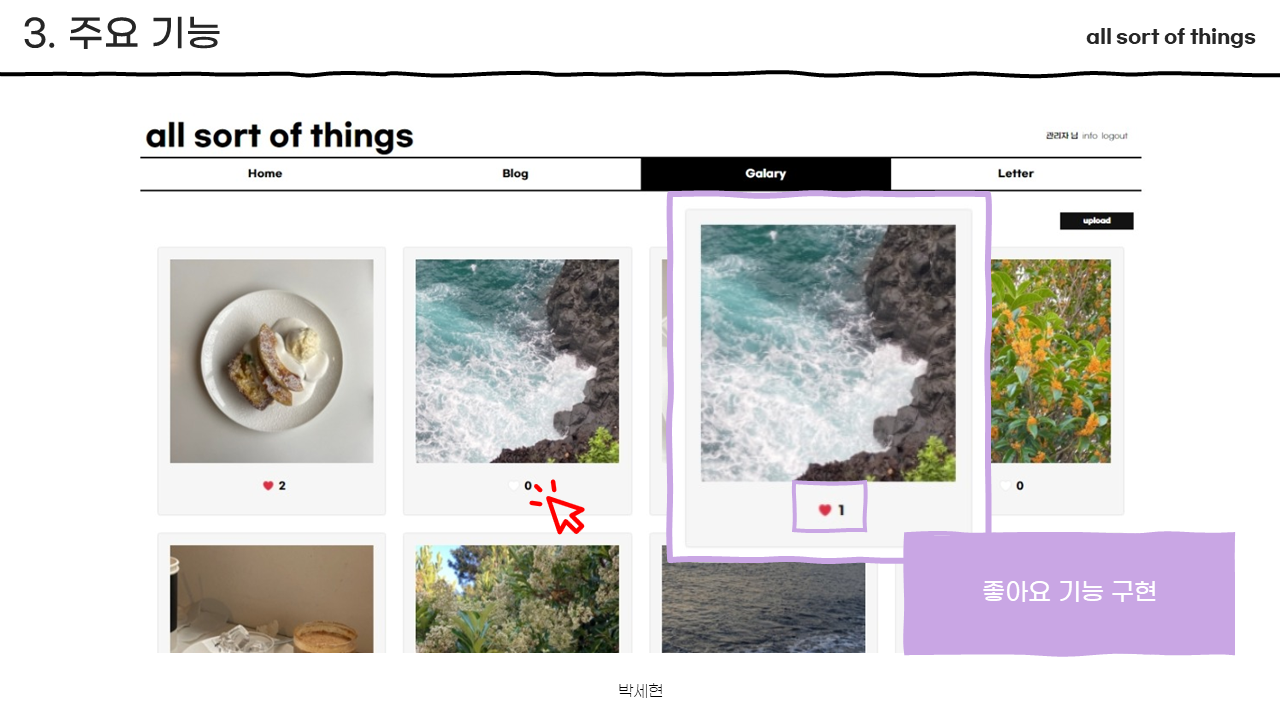 3. 주요 기능
all sort of things
all sort of things
관리자 님 info logout
Home Blog Galary Letter
upload
2
0
1
0
좋아요 기능 구현
박세현